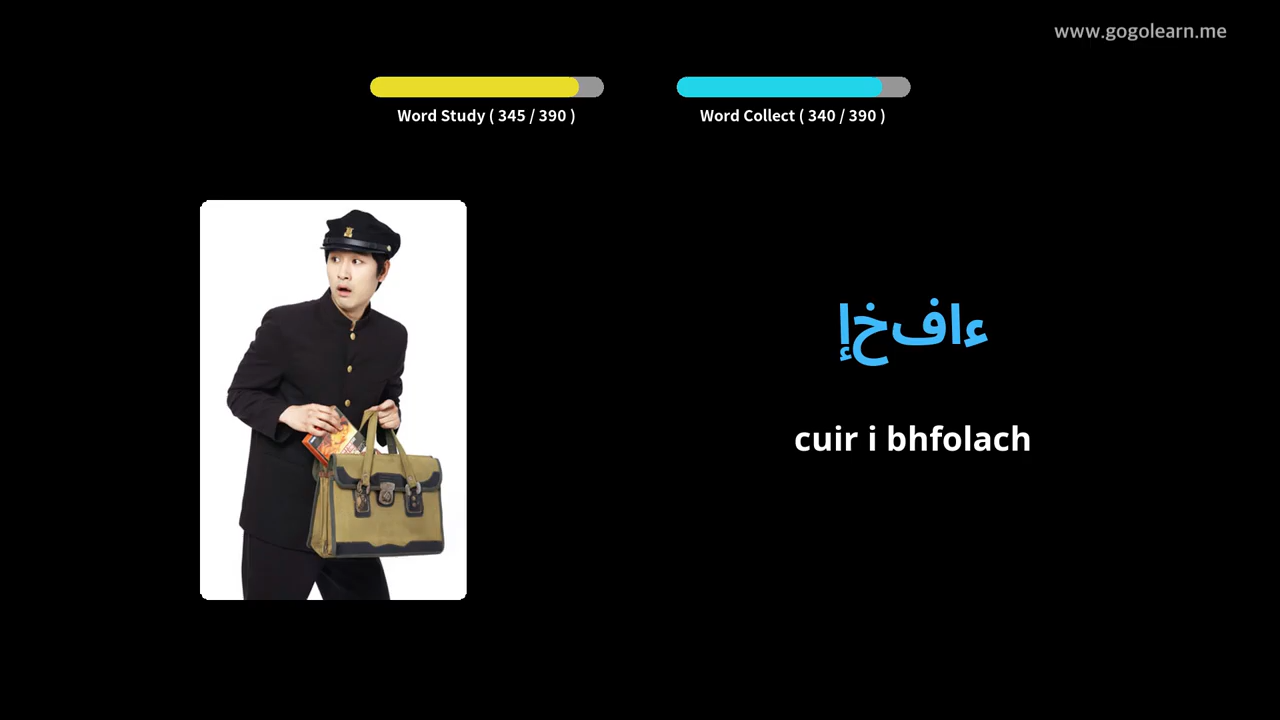 www.gogolearn.me
Word Study ( 345 / 390 )
Word Collect ( 340 / 390 )
إخفاء
cuir i bhfolach